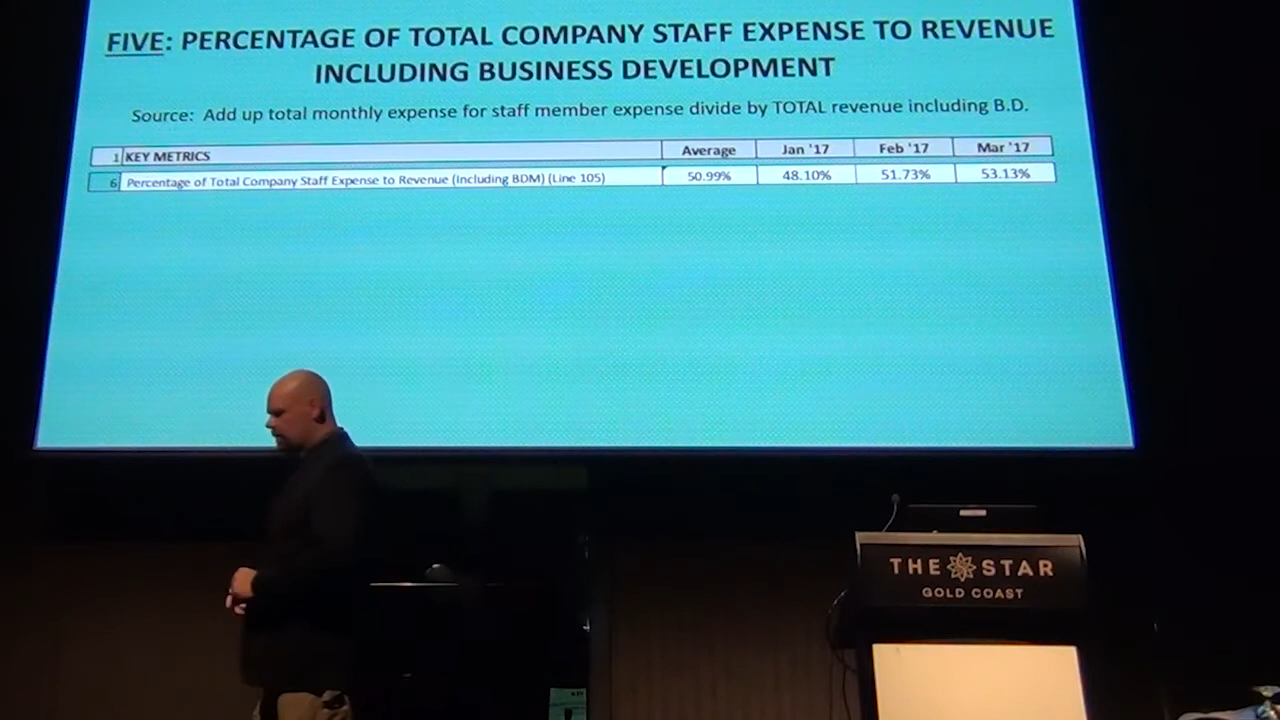 FIVE: PERCENTAGE OF TOTAL COMPANY STAFF EXPENSE TO REVENUE
INCLUDING BUSINESS DEVELOPMENT
Source: Add up total monthly expense for staff member expense divide by TOTAL revenue including B.D.
1 KEY METRICS Average Jan '17 Feb '17 Mar '17
6 Percentage of Total Company Staff Expense to Revenue (Including BDM) (Line 105) 50.99% 48.10% 51.73% 53.13%
THE STAR
GOLD COAST